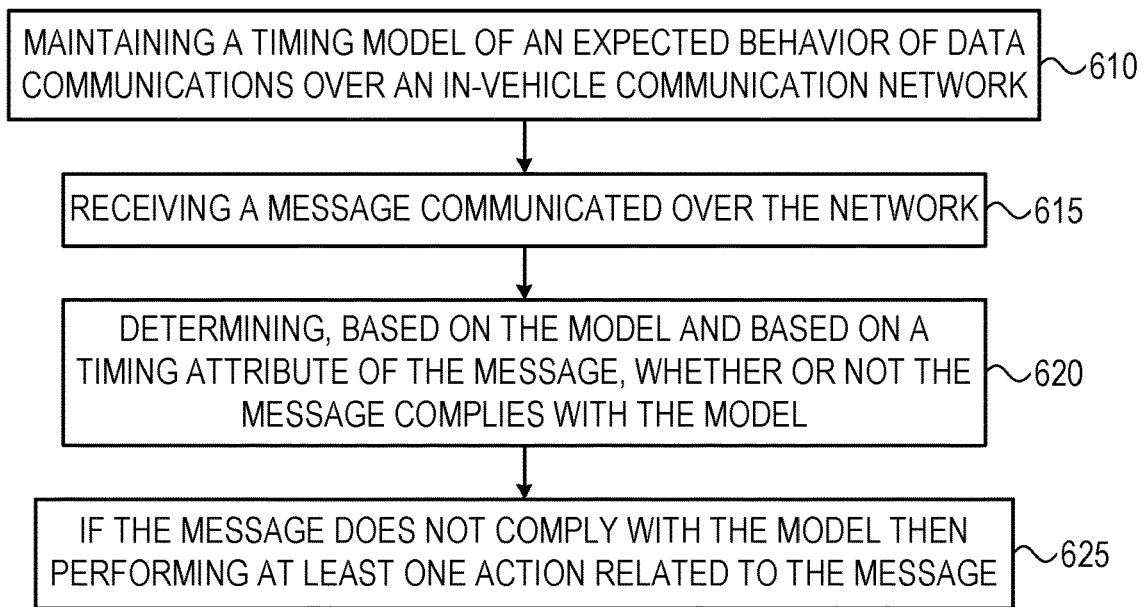 MAINTAINING A TIMING MODEL OF AN EXPECTED BEHAVIOR OF DATA
COMMUNICATIONS OVER AN IN-VEHICLE COMMUNICATION NETWORK
610
RECEIVING A MESSAGE COMMUNICATED OVER THE NETWORK
615
DETERMINING, BASED ON THE MODEL AND BASED ON A
TIMING ATTRIBUTE OF THE MESSAGE, WHETHER OR NOT THE
MESSAGE COMPLIES WITH THE MODEL
620
IF THE MESSAGE DOES NOT COMPLY WITH THE MODEL THEN
PERFORMING AT LEAST ONE ACTION RELATED TO THE MESSAGE
625